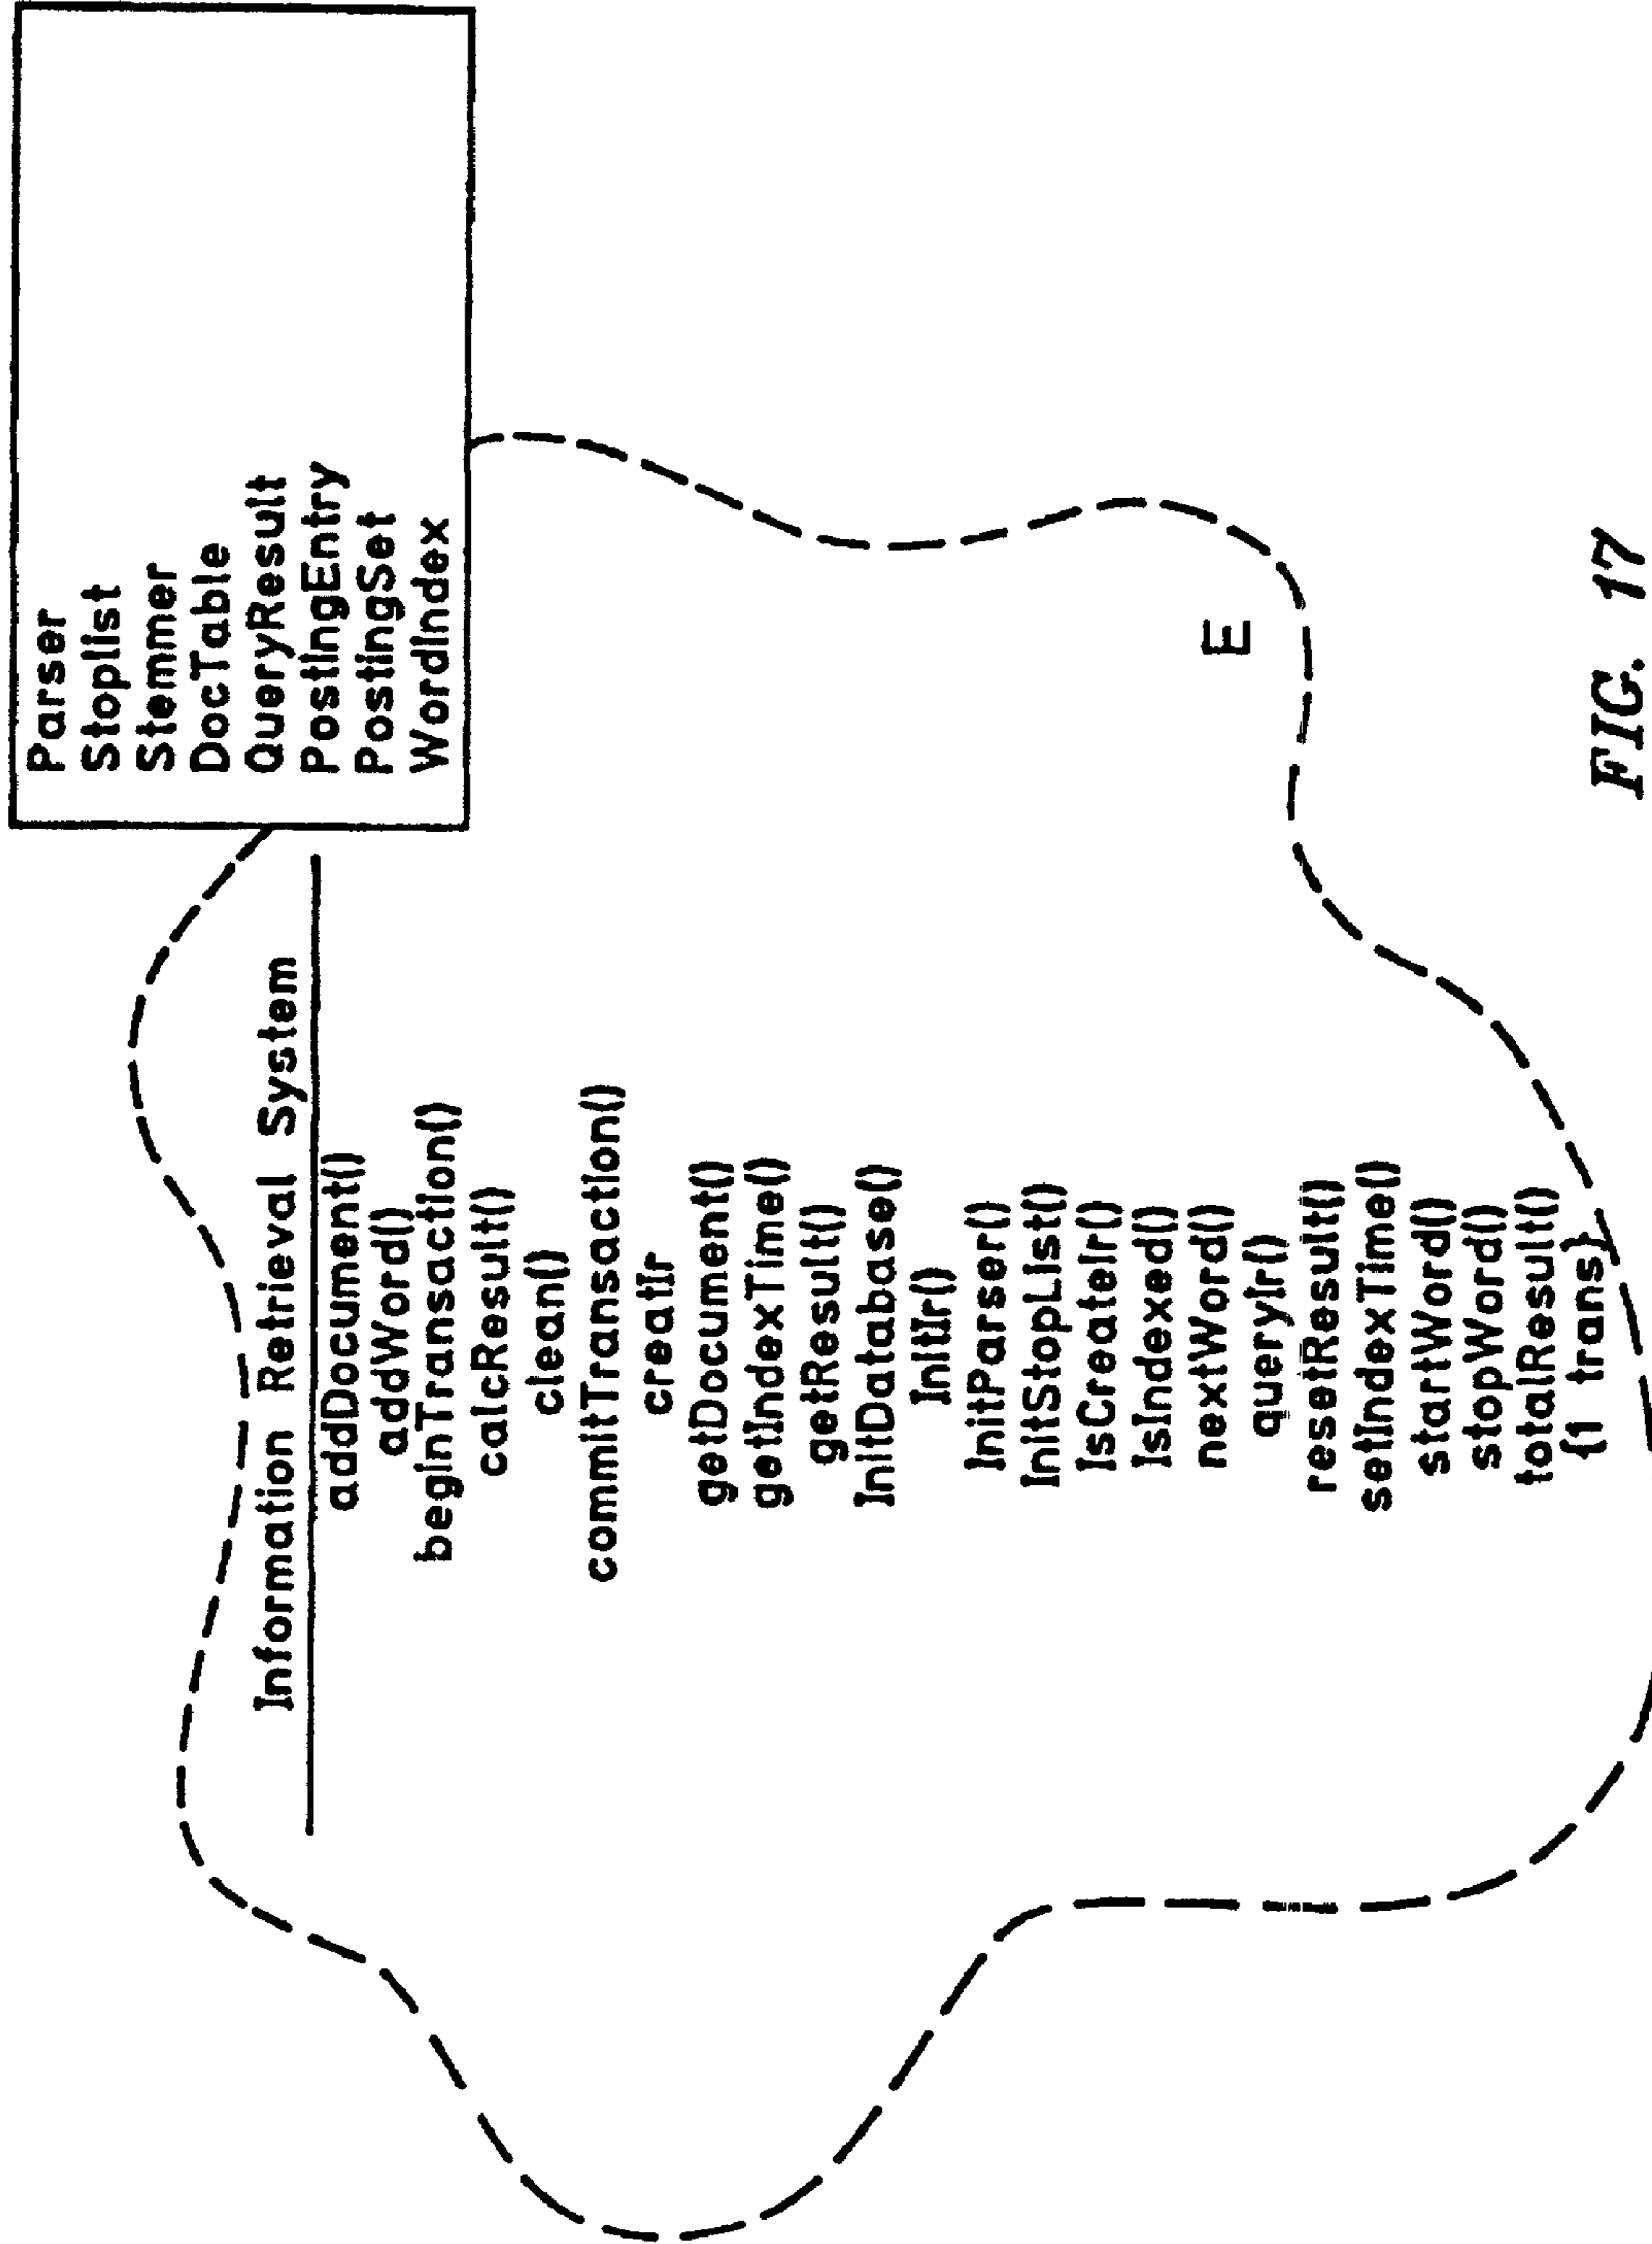 Parser
Stoplist
Stemmer
DocTable
QueryResult
PostingEntry
PostingSet
WordIndex
Information Retrieval System
addDocument()
addWord()
beginTransaction()
calcResult()
clean()
commitTransaction()
creatIr
getDocument()
getIndexTime()
getResult()
InitDatabase()
InitIr()
InitParser()
InitStopList()
IsCreateIr()
IsIndexed()
nextWord()
queryIr()
resetResult()
setIndexTime()
startWord()
stopWord()
totalResult()
{1 trans}
E
FIG. 17